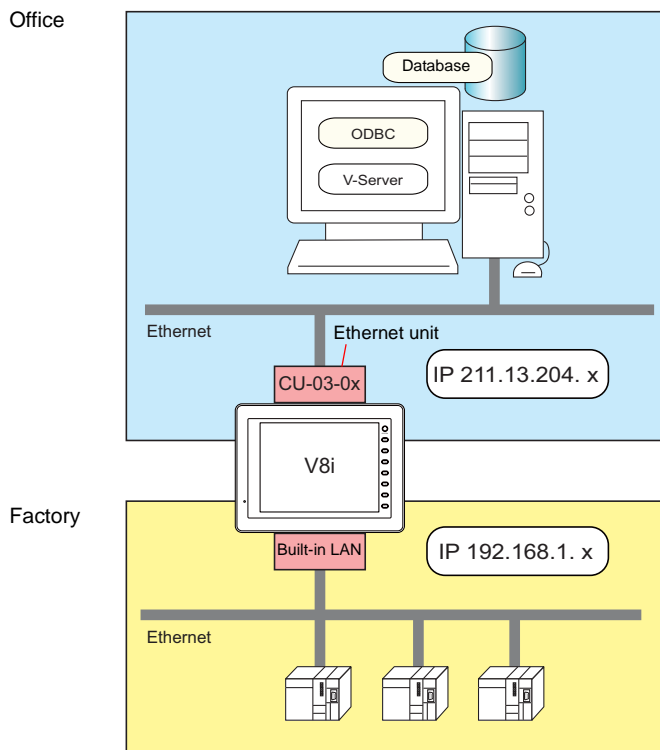 Office
Database
ODBC
V-Server
Ethernet
Ethernet unit
CU-03-0x
IP 211.13.204. x
V8i
Factory
Built-in LAN
IP 192.168.1. x
Ethernet